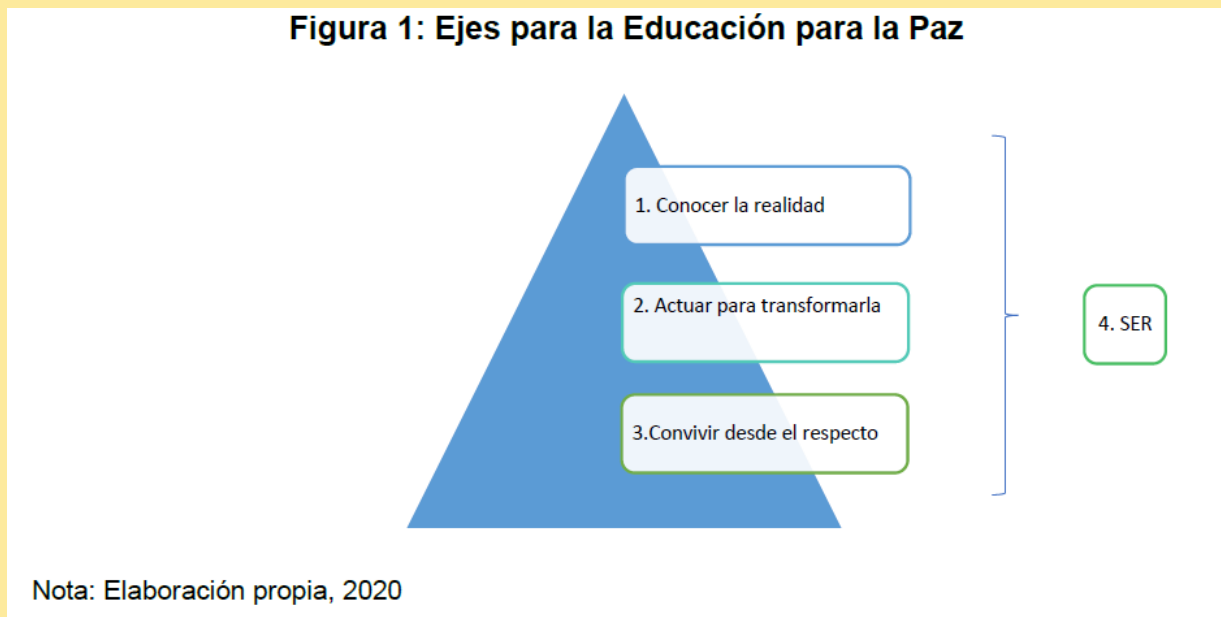 Figura 1: Ejes para la Educación para la Paz
1. Conocer la realidad
2. Actuar para transformarla
3.Convivir desde el respecto
4. SER
Nota: Elaboración propia, 2020